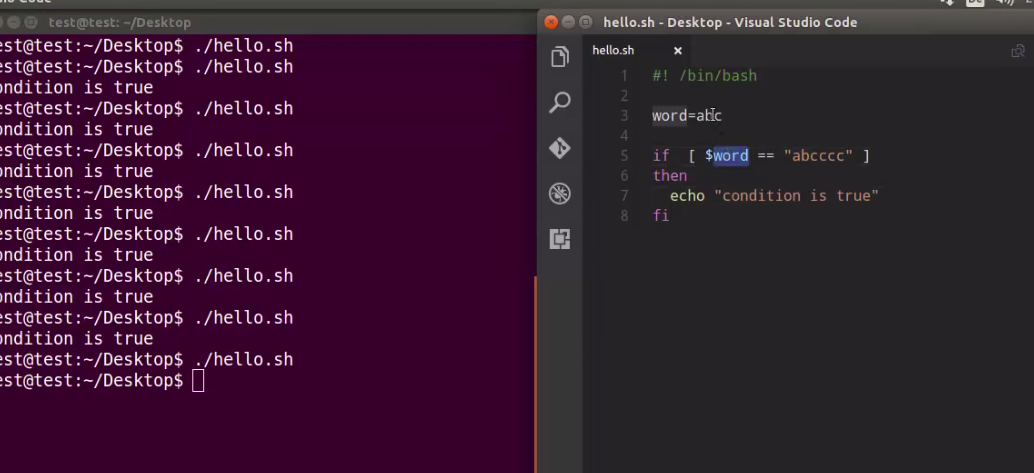 test@test: ~/Desktop
est@test:~/Desktop$ ./hello.sh
est@test:~/Desktop$ ./hello.sh
ondition is true
est@test:~/Desktop$ ./hello.sh
ondition is true
est@test:~/Desktop$ ./hello.sh
ondition is true
est@test:~/Desktop$ ./hello.sh
ondition is true
est@test:~/Desktop$ ./hello.sh
ondition is true
est@test:~/Desktop$ ./hello.sh
ondition is true
est@test:~/Desktop$ ./hello.sh
ondition is true
est@test:~/Desktop$ ./hello.sh
est@test:~/Desktop$
hello.sh - Desktop - Visual Studio Code
hello.sh
1 #! /bin/bash
2
3 word=abc
4
5 if [ $word == "abcccc" ]
6 then
7 echo "condition is true"
8 fi